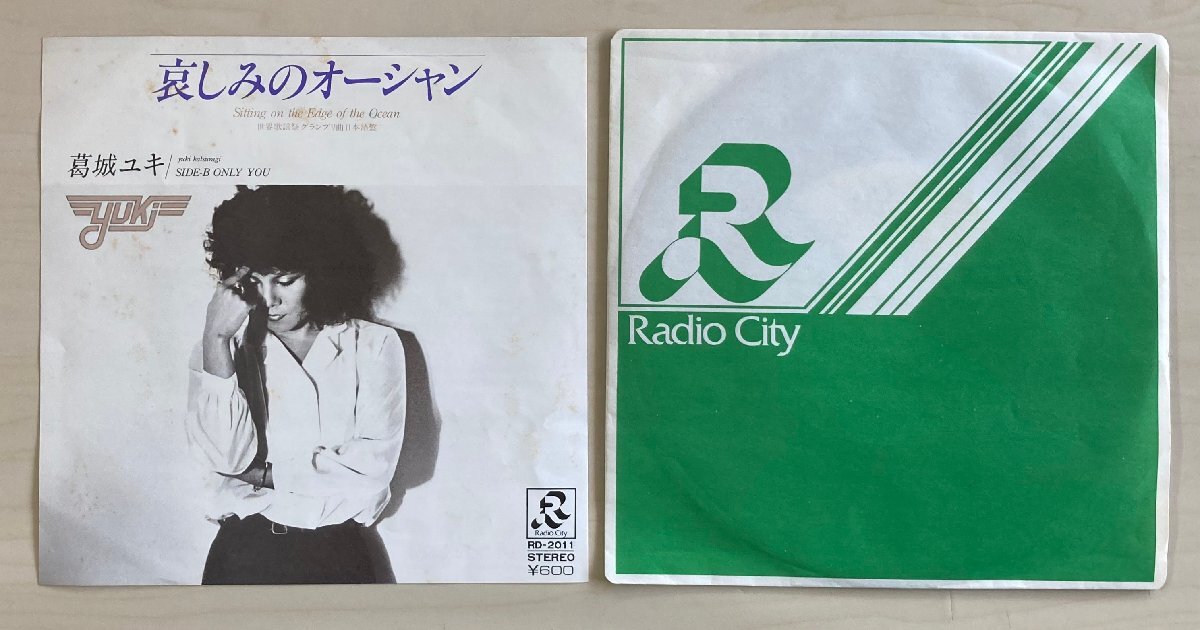 哀しみのオーシャン
Sitting on the Edge of the Ocean
世界歌謡祭グランプリ曲日本語盤
葛城ユキ/
yuki katsuragi
SIDE-B ONLY YOU
yuki
R
Radio City
RD-2011
STEREO
¥600
R
Radio City